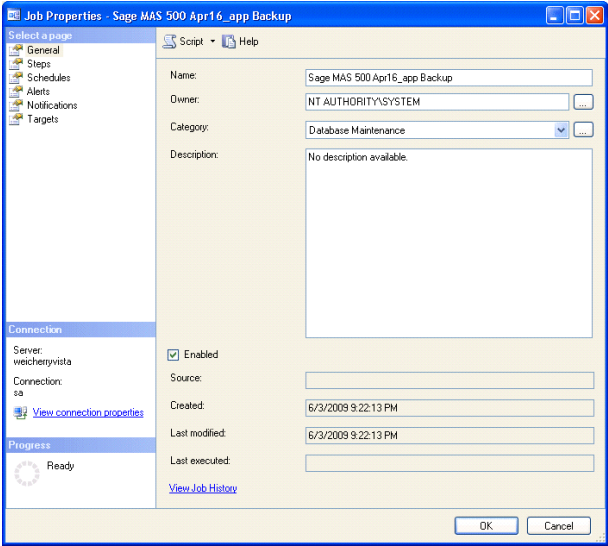 Job Properties - Sage MAS 500 Apr16_app Backup
Select a page
General
Steps
Schedules
Alerts
Notifications
Targets
Script
Help
Name:
Sage MAS 500 Apr16_app Backup
Owner:
NT AUTHORITY\SYSTEM
...
Category:
Database Maintenance
...
Description:
No description available.
Enabled
Source:
Created:
6/3/2009 9:22:13 PM
Last modified:
6/3/2009 9:22:13 PM
Last executed:
View Job History
Connection
Server:
weicherryvista
Connection:
sa
View connection properties
Progress
Ready
OK
Cancel